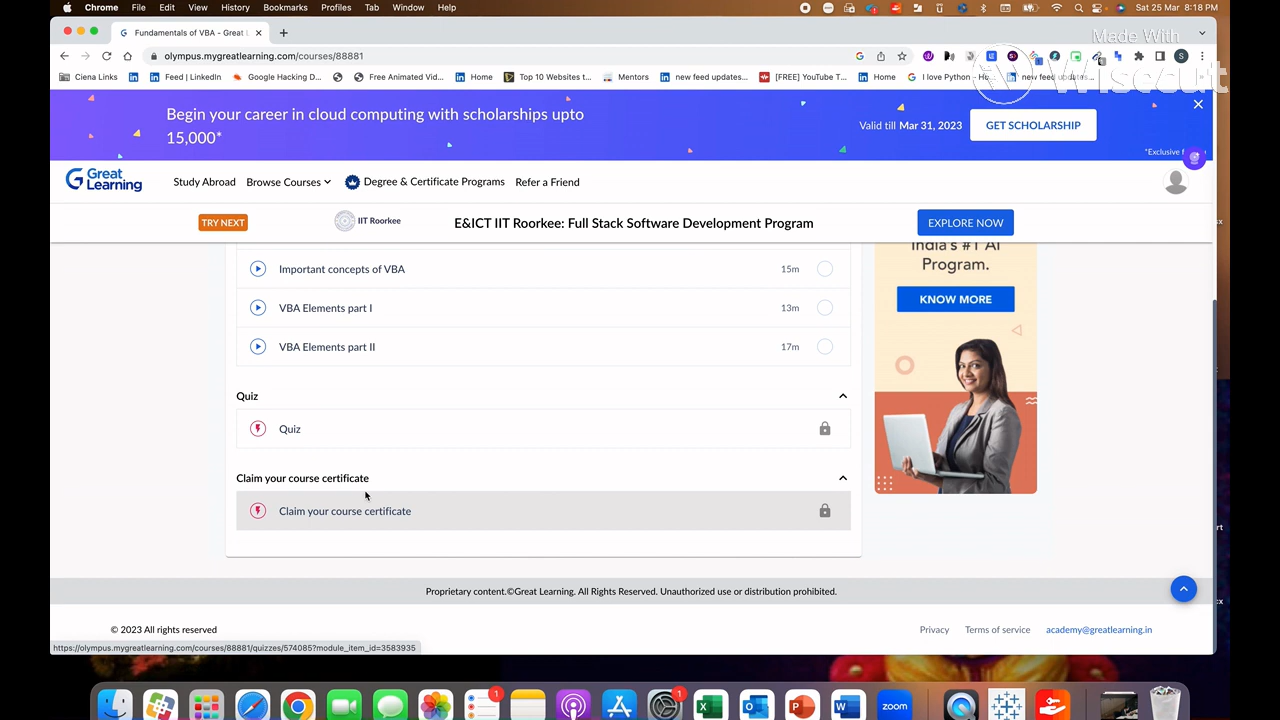 Chrome File Edit View History Bookmarks Profiles Tab Window Help
Sat 25 Mar 8:18 PM
Made With
Wisecut
Fundamentals of VBA - Great L
olympus.mygreatlearning.com/courses/88881
Ciena Links
Feed | LinkedIn
Google Hacking D...
Free Animated Vid...
Home
Top 10 Websites t...
Mentors
new feed updates...
[FREE] YouTube T...
Home
I love Python - Ho...
new feed updates...
Begin your career in cloud computing with scholarships upto
15,000*
Valid till Mar 31, 2023
GET SCHOLARSHIP
*Exclusive f
Great
Learning
Study Abroad
Browse Courses
Degree & Certificate Programs
Refer a Friend
TRY NEXT
IIT Roorkee
E&ICT IIT Roorkee: Full Stack Software Development Program
EXPLORE NOW
India's #1 AI
Program.
KNOW MORE
Important concepts of VBA 15m
VBA Elements part I 13m
VBA Elements part II 17m
Quiz
Quiz
Claim your course certificate
Claim your course certificate
Proprietary content.©Great Learning. All Rights Reserved. Unauthorized use or distribution prohibited.
© 2023 All rights reserved
Privacy
Terms of service
academy@greatlearning.in
https://olympus.mygreatlearning.com/courses/88881/quizzes/574085?module_item_id=3583935
1
1
zoom